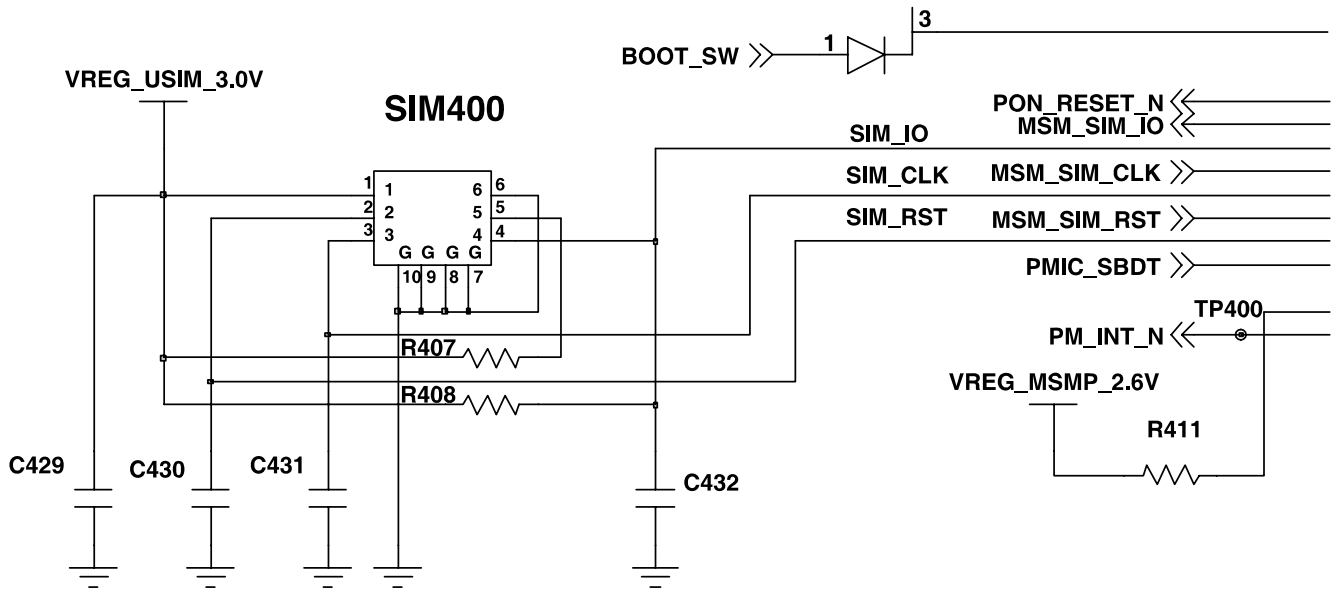 3
1
BOOT_SW
VREG_USIM_3.0V
SIM400
PON_RESET_N
MSM_SIM_IO
SIM_IO
SIM_CLK
MSM_SIM_CLK
SIM_RST
MSM_SIM_RST
PMIC_SBDT
1 1 6 6
2 2 5 5
3 3 4 4
G G G G
10 9 8 7
TP400
PM_INT_N
R407
VREG_MSMP_2.6V
R408
R411
C429
C430
C431
C432